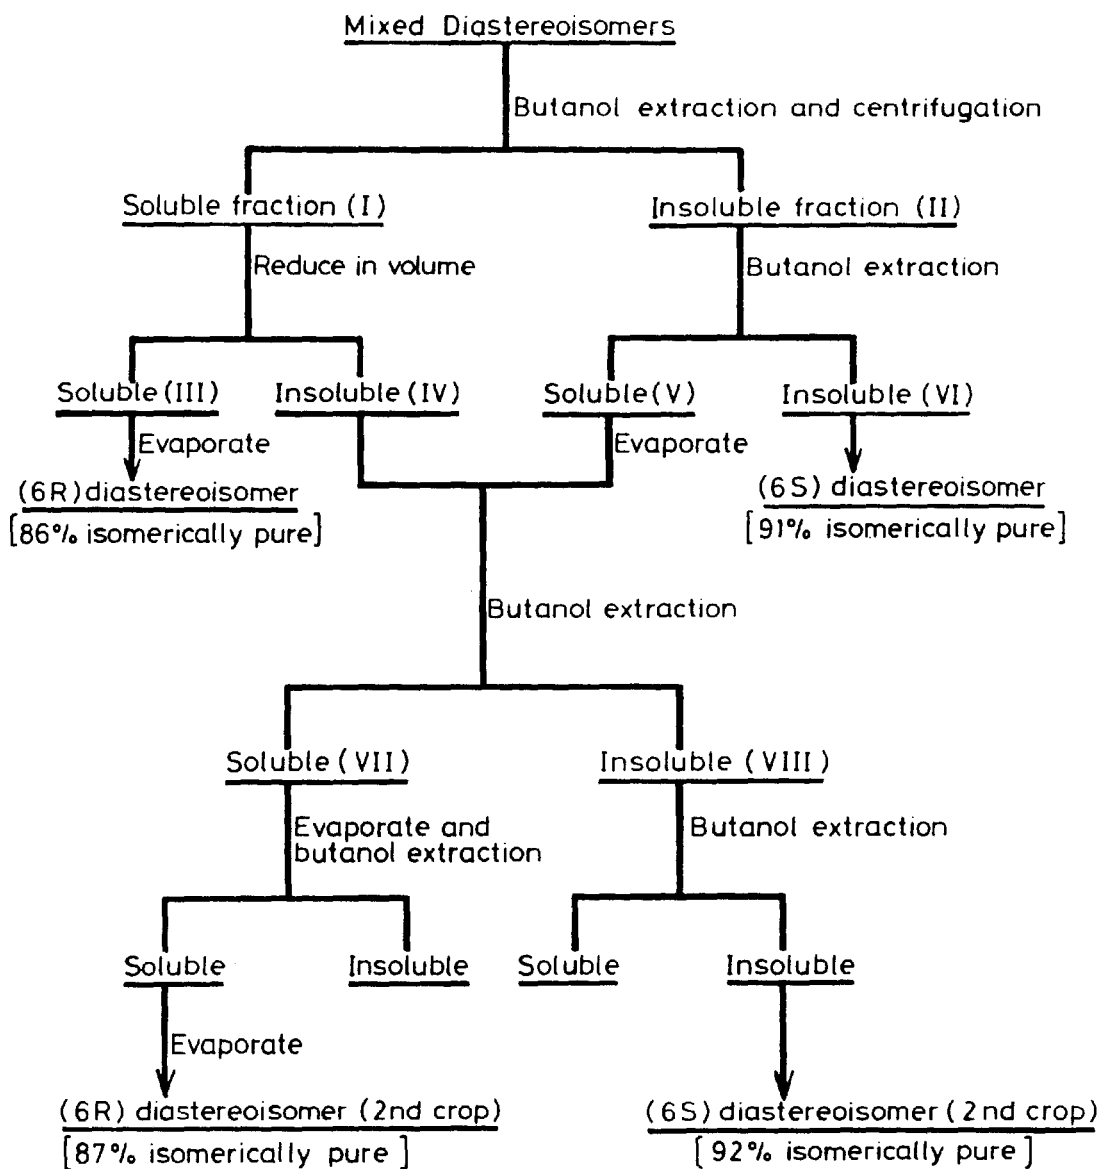 Mixed Diastereoisomers
Butanol extraction and centrifugation
Soluble fraction (I)
Insoluble fraction (II)
Reduce in volume
Butanol extraction
Soluble (III)
Insoluble (IV)
Soluble (V)
Insoluble (VI)
Evaporate
Evaporate
(6R) diastereoisomer
[86% isomerically pure]
(6S) diastereoisomer
[91% isomerically pure]
Butanol extraction
Soluble (VII)
Insoluble (VIII)
Evaporate and
butanol extraction
Butanol extraction
Soluble
Insoluble
Soluble
Insoluble
Evaporate
(6R) diastereoisomer (2nd crop)
[87% isomerically pure]
(6S) diastereoisomer (2nd crop)
[92% isomerically pure]